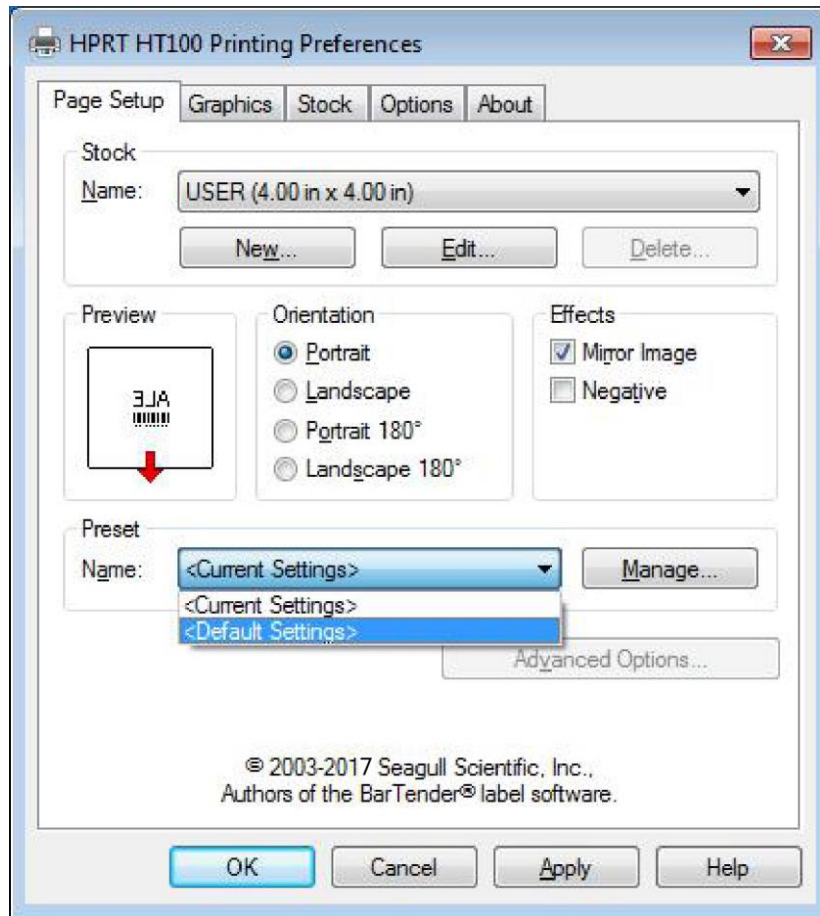 HPRT HT100 Printing Preferences
Page Setup Graphics Stock Options About
Stock
Name: USER (4.00 in x 4.00 in)
New... Edit... Delete...
Preview Orientation Effects
Portrait Mirror Image
Landscape Negative
ALE
Portrait 180°
Landscape 180°
Preset
Name: <Current Settings> Manage...
<Current Settings>
<Default Settings>
Advanced Options...
© 2003-2017 Seagull Scientific, Inc.,
Authors of the BarTender® label software.
OK Cancel Apply Help